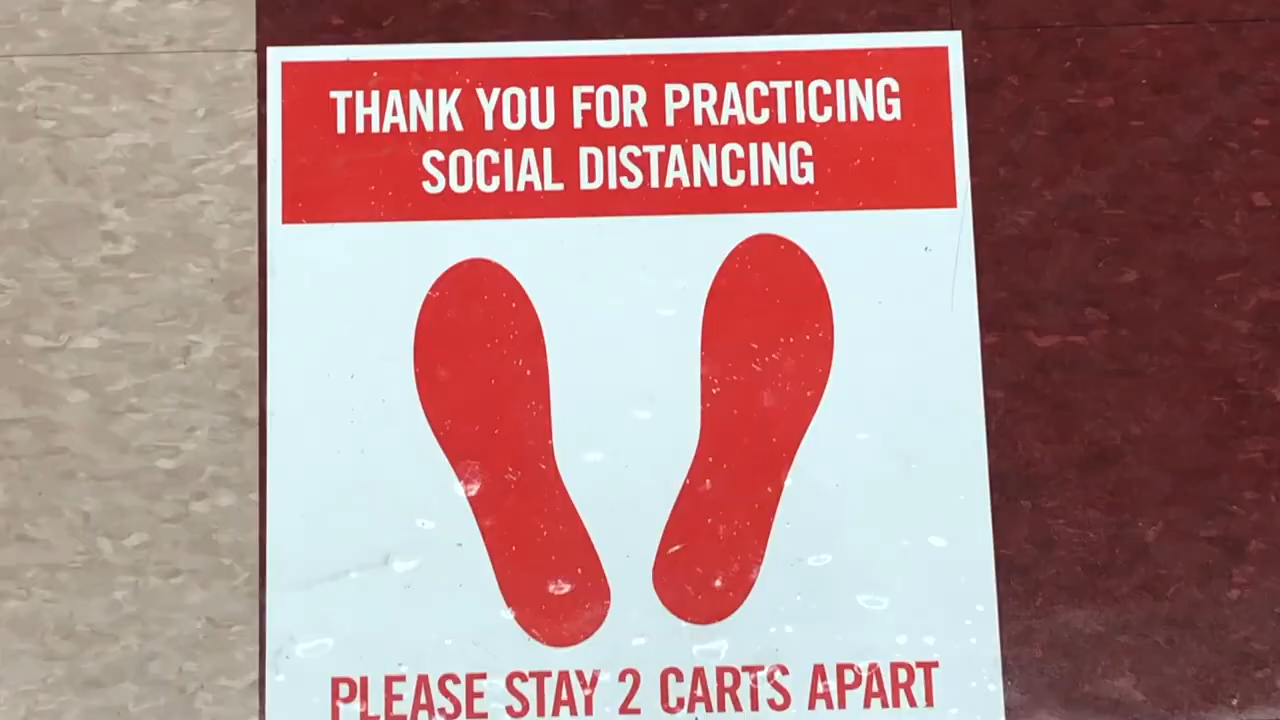 THANK YOU FOR PRACTICING
SOCIAL DISTANCING
PLEASE STAY 2 CARTS APART